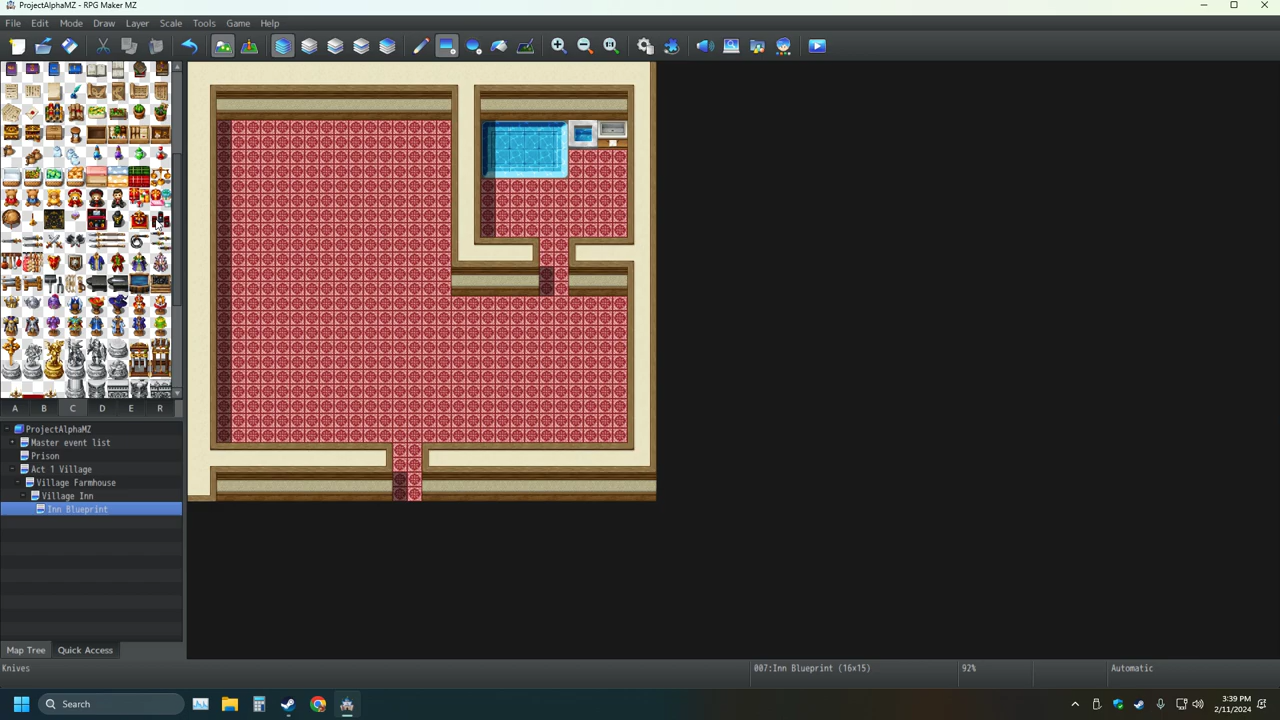 ProjectAlphaMZ - RPG Maker MZ
File Edit Mode Draw Layer Scale Tools Game Help
A B C D E R
ProjectAlphaMZ
Master event list
Prison
Act 1 Village
Village Farmhouse
Village Inn
Inn Blueprint
Map Tree Quick Access
Knives 007:Inn Blueprint (16x15) 92% Automatic
Search
3:39 PM
2/11/2024